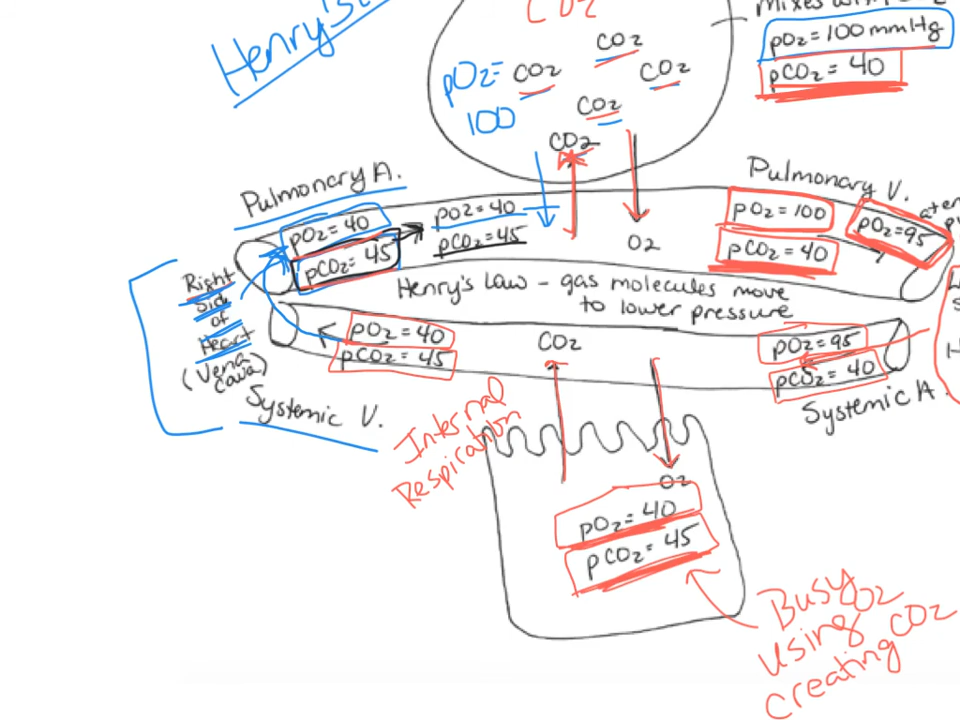 Henry's
CO2
mixes with CO2
pO2 = 100 mmHg
pCO2 = 40
CO2
pO2=
100
CO2
CO2
CO2
CO2
Pulmonary A.
pO2 = 40
pCO2 = 45
pO2 = 40
pCO2 = 45
O2
Pulmonary V.
pO2 = 100
pCO2 = 40
pO2=95
Henry's Law - gas molecules move
to lower pressure
Right
Side
of
Heart
(Vena
Cava)
Systemic V.
pO2 = 40
pCO2 = 45
CO2
pO2=95
pCO2= 40
Systemic A.
Internal
Respiration
O2
pO2= 40
pCO2= 45
Busy
using O2
creating CO2